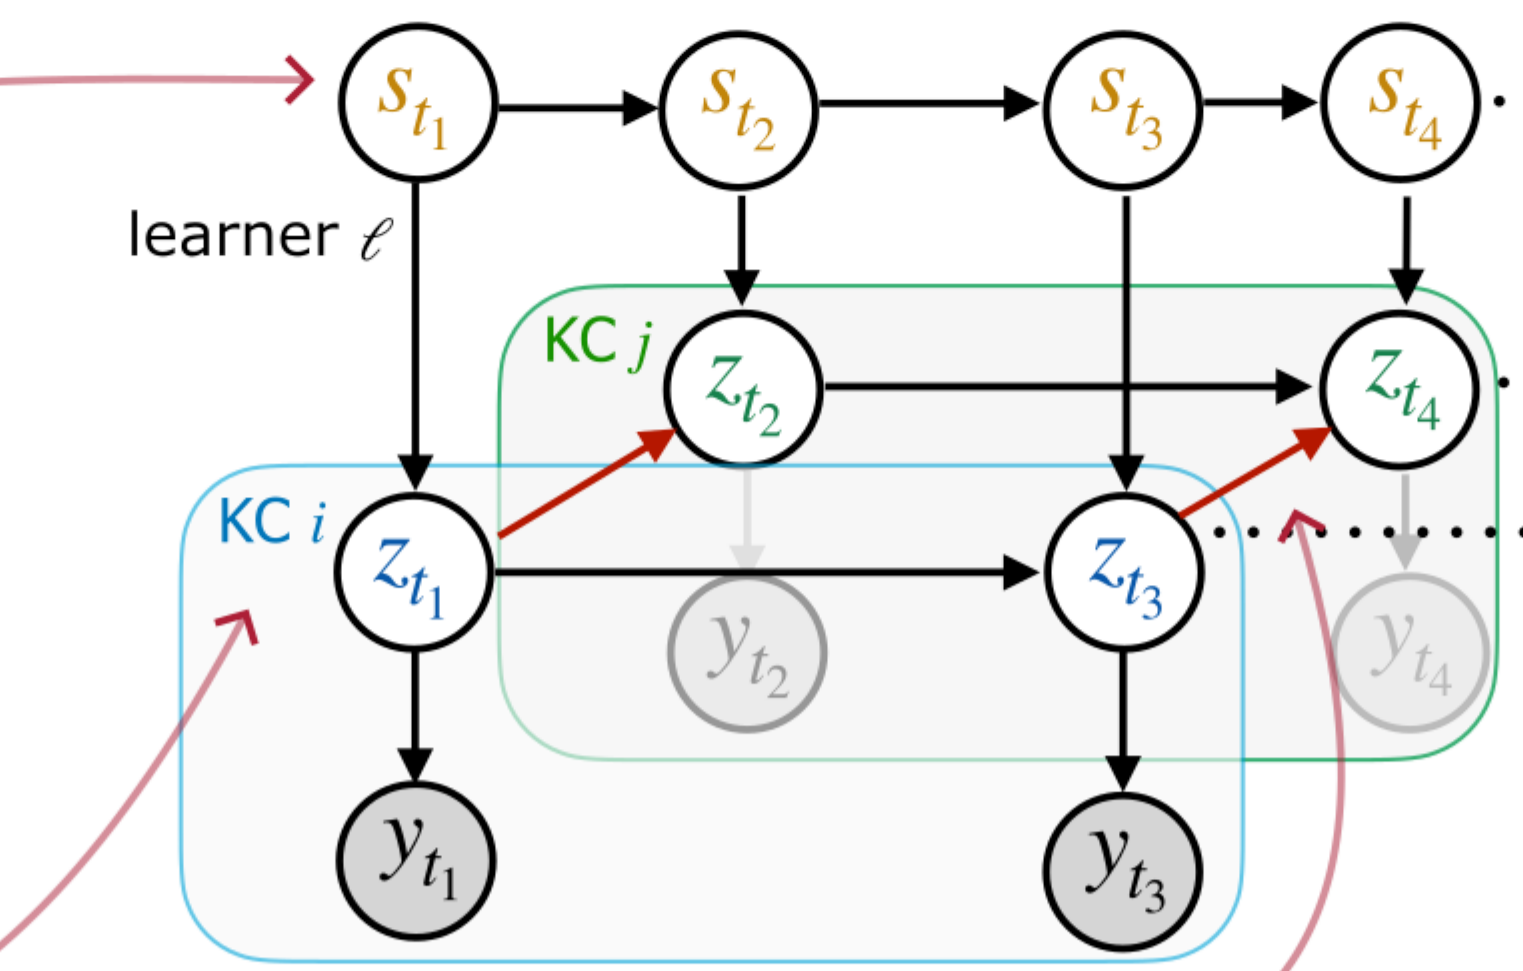 s_{t_1} s_{t_2} s_{t_3} s_{t_4}
learner ℓ
KC j
z_{t_2} z_{t_4}
KC i
z_{t_1} z_{t_3}
y_{t_2} y_{t_4}
y_{t_1} y_{t_3}